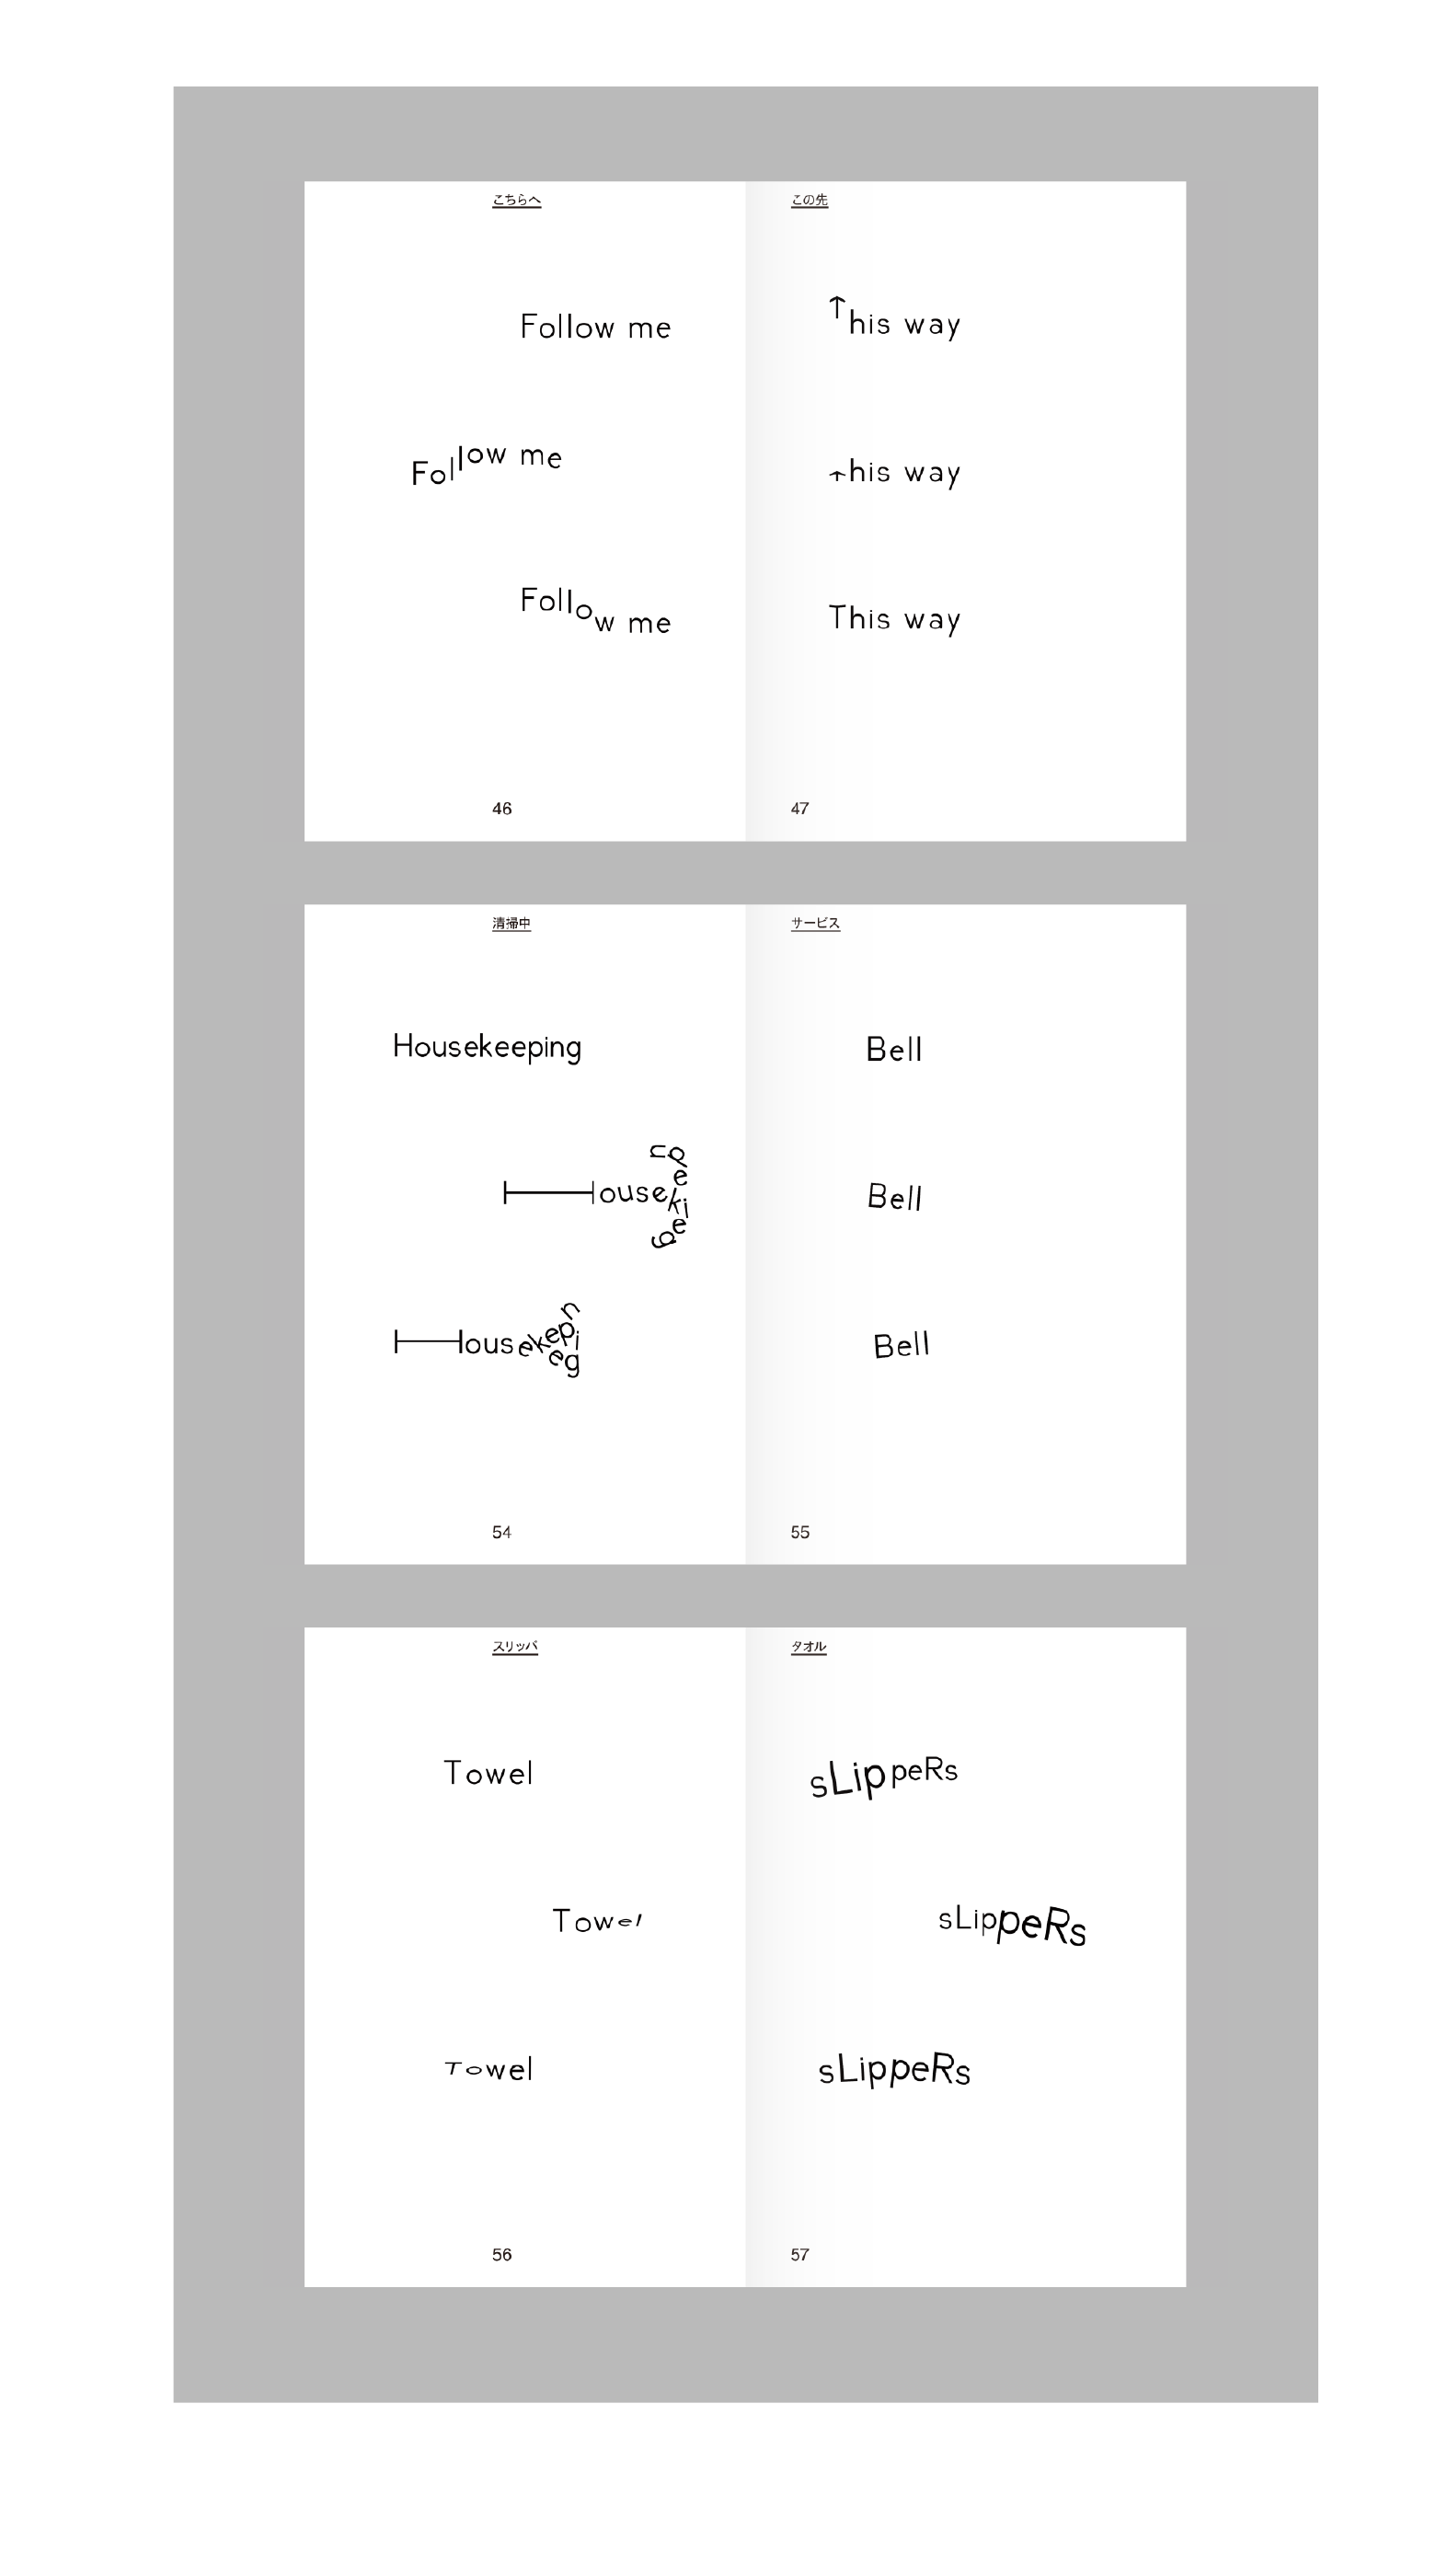 こちらへ
Follow me
Follow me
Follow me
46
この先
↑his way
↑his way
This way
47
清掃中
Housekeeping
Housekeeping
Housekeeping
54
サービス
Bell
Bell
Bell
55
スリッパ
Towel
Towel
Towel
56
タオル
sLippeRs
sLippeRs
sLippeRs
57